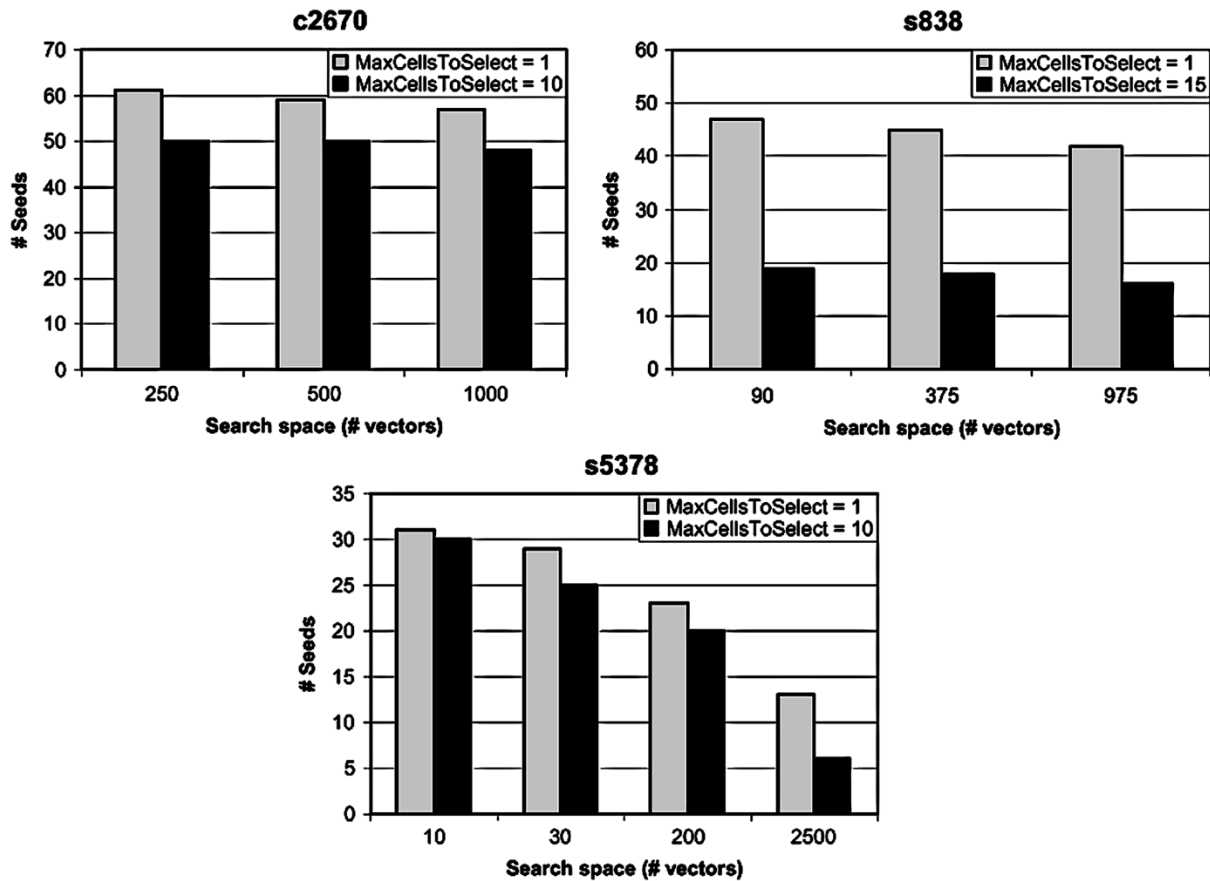 c2670
MaxCellsToSelect = 1
MaxCellsToSelect = 10
# Seeds
70
60
50
40
30
20
10
0
250 500 1000
Search space (# vectors)
s838
MaxCellsToSelect = 1
MaxCellsToSelect = 15
# Seeds
60
50
40
30
20
10
0
90 375 975
Search space (# vectors)
s5378
MaxCellsToSelect = 1
MaxCellsToSelect = 10
# Seeds
35
30
25
20
15
10
5
0
10 30 200 2500
Search space (# vectors)